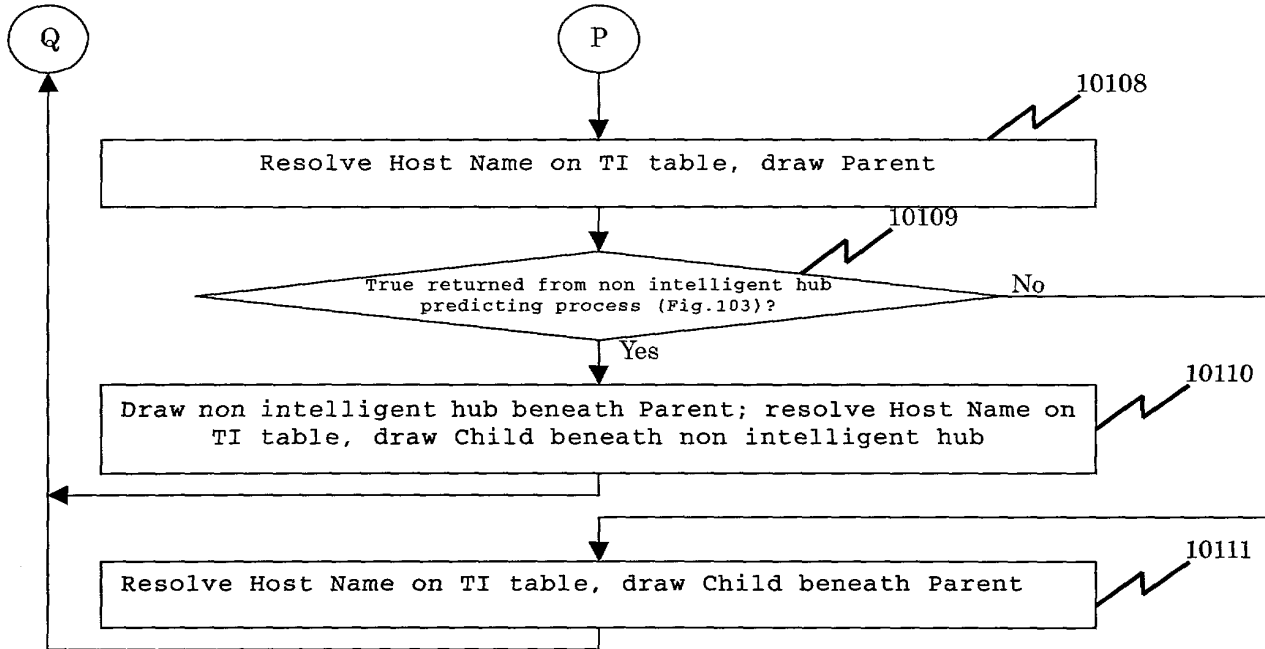 Q
P
10108
Resolve Host Name on TI table, draw Parent
10109
True returned from non intelligent hub
predicting process (Fig.103)?
No
Yes
10110
Draw non intelligent hub beneath Parent; resolve Host Name on
TI table, draw Child beneath non intelligent hub
10111
Resolve Host Name on TI table, draw Child beneath Parent